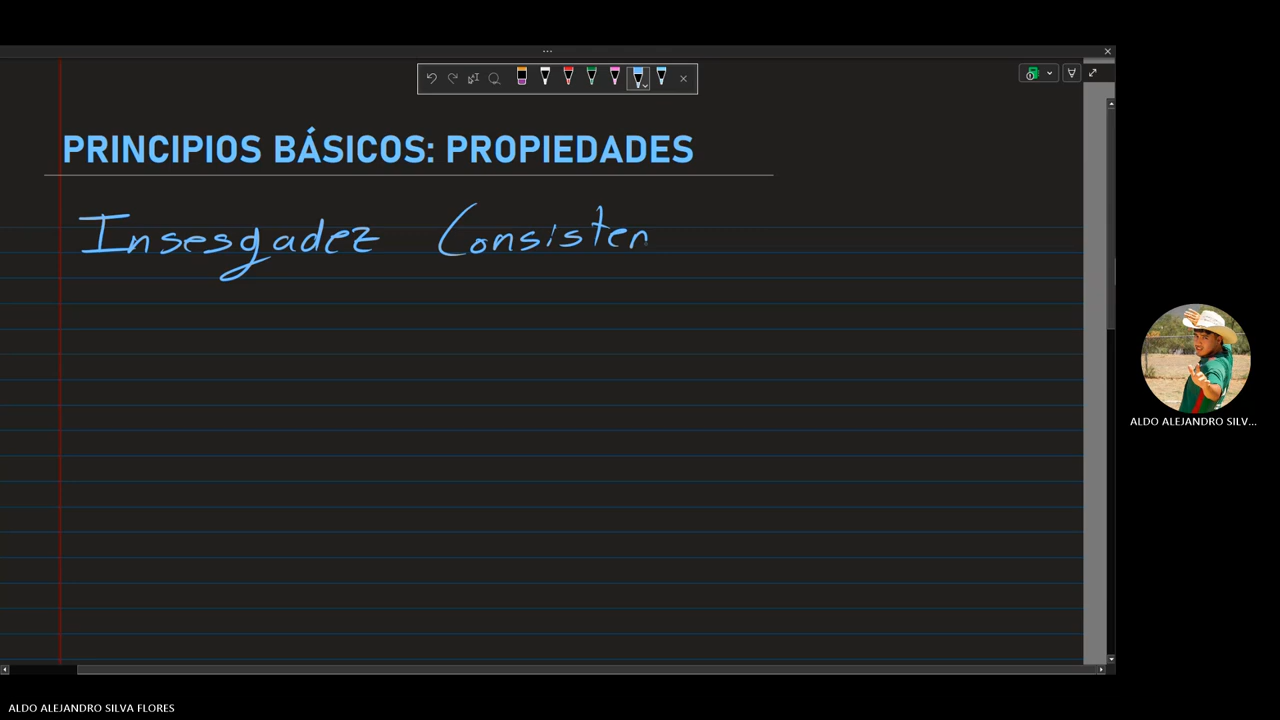 PRINCIPIOS BÁSICOS: PROPIEDADES
Insesgadez Consisten
ALDO ALEJANDRO SILV...
ALDO ALEJANDRO SILVA FLORES